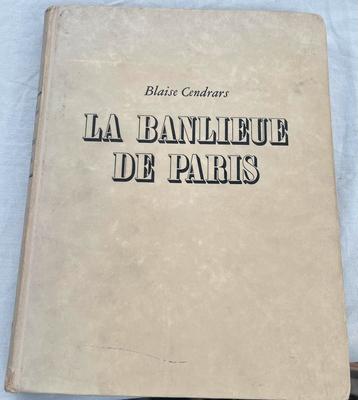 Blaise Cendrars
LA BANLIEUE
DE PARIS